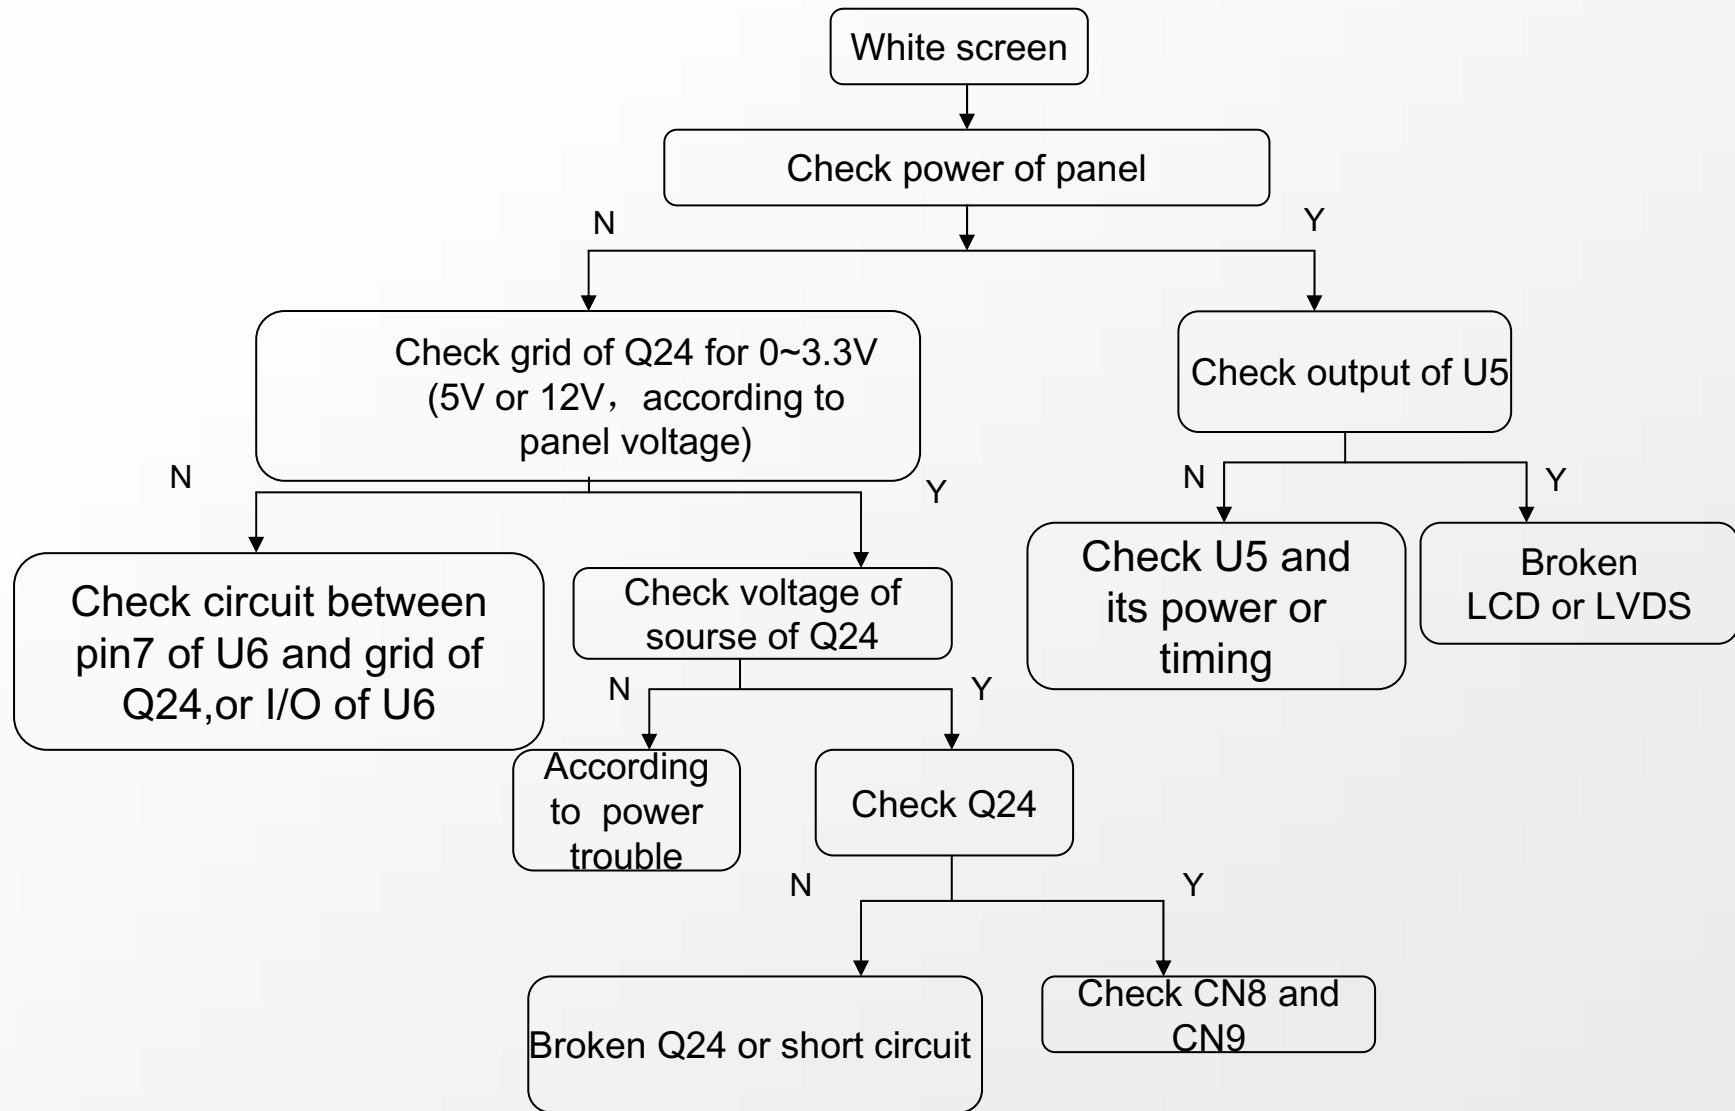 White screen
Check power of panel
N
Y
Check grid of Q24 for 0~3.3V
(5V or 12V，according to
panel voltage)
Check output of U5
N
Y
N
Y
Check circuit between
pin7 of U6 and grid of
Q24,or I/O of U6
Check voltage of
sourse of Q24
Check U5 and
its power or
timing
Broken
LCD or LVDS
N
Y
According
to power
trouble
Check Q24
N
Y
Broken Q24 or short circuit
Check CN8 and
CN9